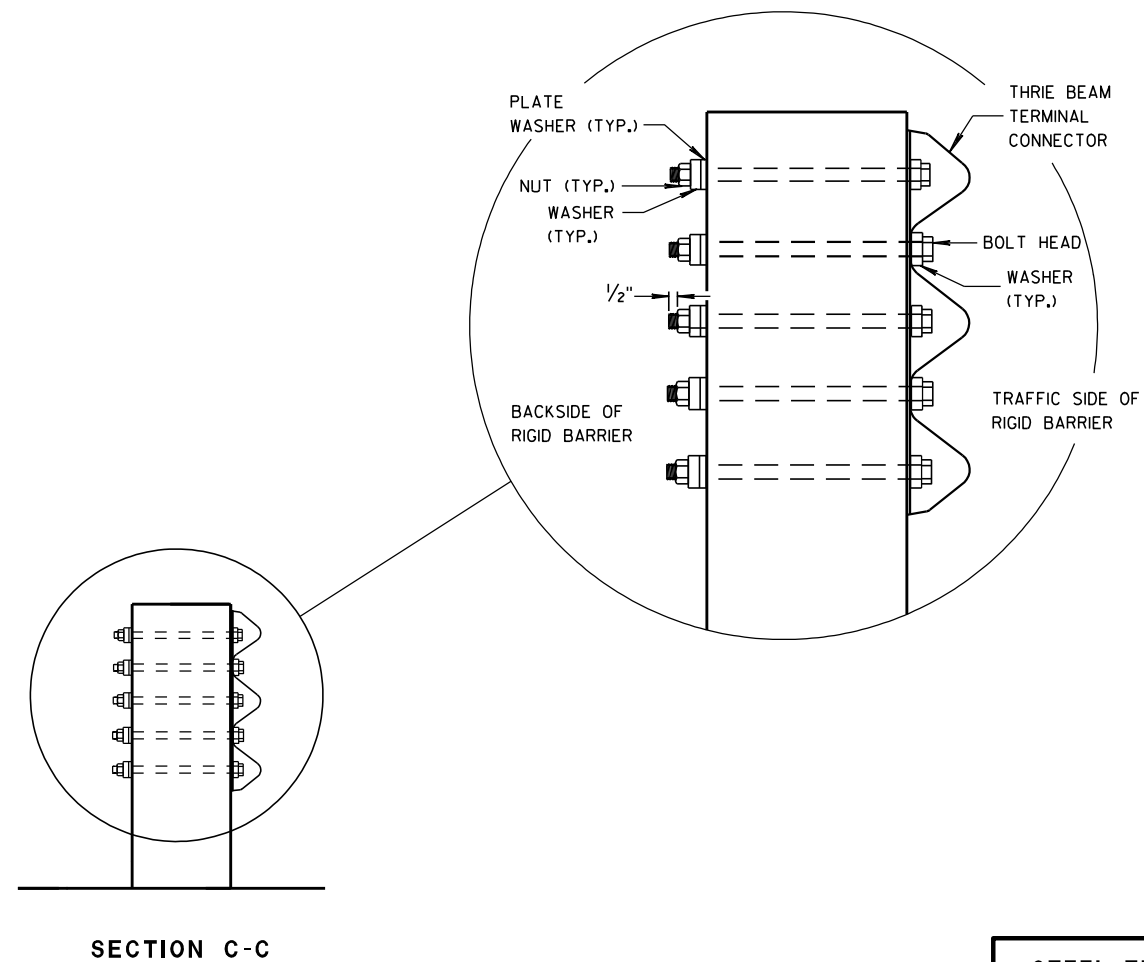 PLATE
WASHER (TYP.)
NUT (TYP.)
WASHER
(TYP.)
1/2"
BACKSIDE OF
RIGID BARRIER
THRIE BEAM
TERMINAL
CONNECTOR
BOLT HEAD
WASHER
(TYP.)
TRAFFIC SIDE OF
RIGID BARRIER
SECTION C-C